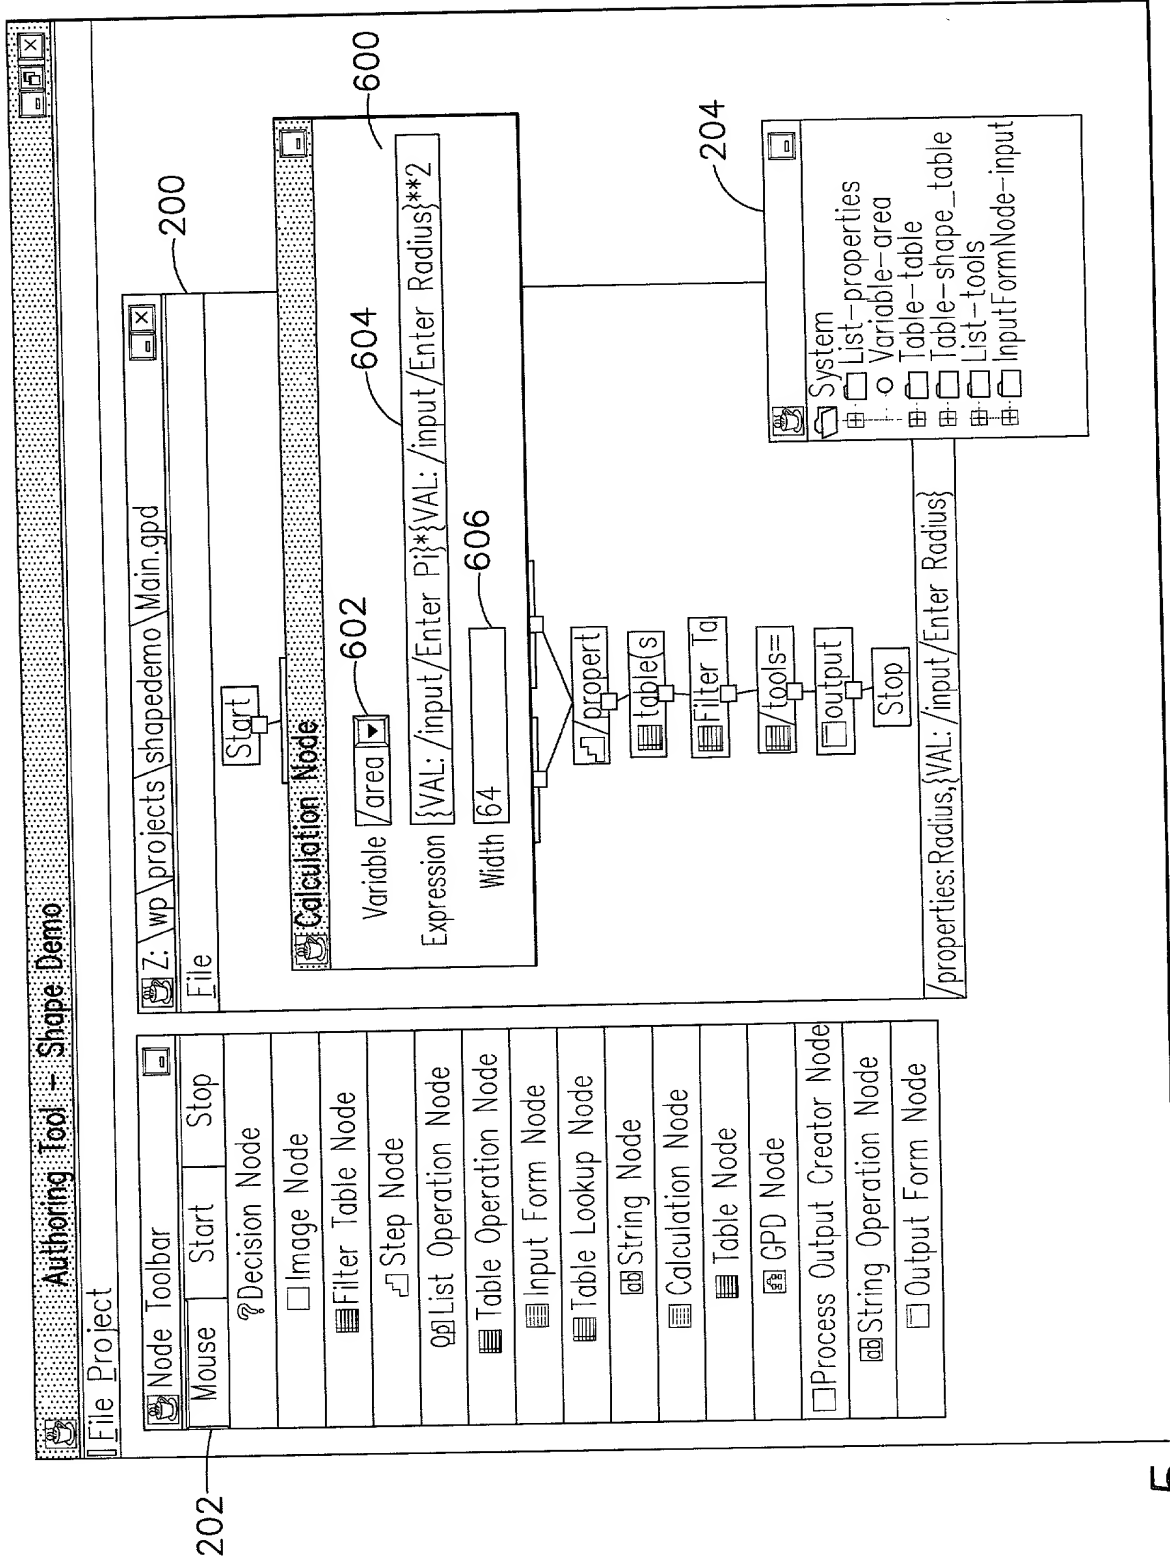 Authoring Tool - Shape Demo
File Project
202
Node Toolbar
Mouse Start Stop
Decision Node
Image Node
Filter Table Node
Step Node
Op List Operation Node
Table Operation Node
Input Form Node
Table Lookup Node
ab String Node
Calculation Node
Table Node
GPD Node
Process Output Creator Node
ab String Operation Node
Output Form Node
Z: \wp\projects\shapedemo\Main.gpd
200
File
Start
Calculation Node
600
Variable /area
602
604
Expression {VAL: /input/Enter Pi}*{VAL: /input/Enter Radius}**2
Width 64
606
/propert
table(s
Filter Ta
/tools=
output
Stop
/properties: Radius,{VAL: /input/Enter Radius}
204
System
List-properties
Variable-area
Table-table
Table-shape_table
List-tools
InputFormNode-input